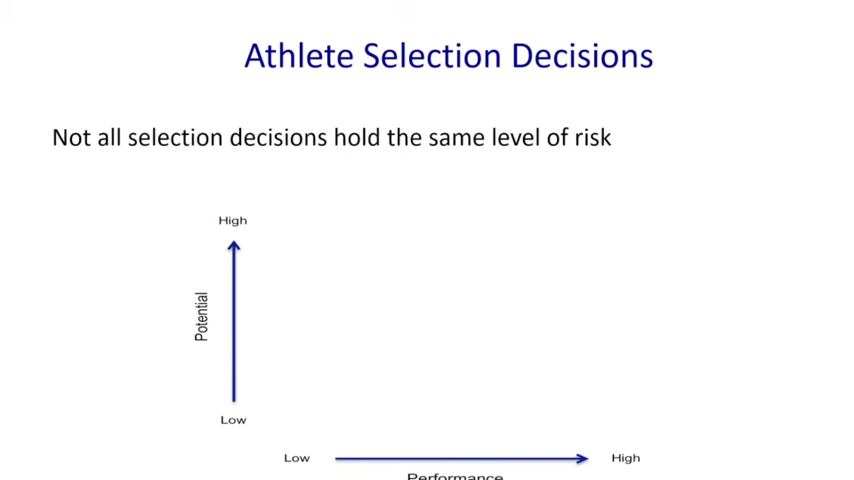 Athlete Selection Decisions
Not all selection decisions hold the same level of risk
High
Potential
Low
Low
High
Performance